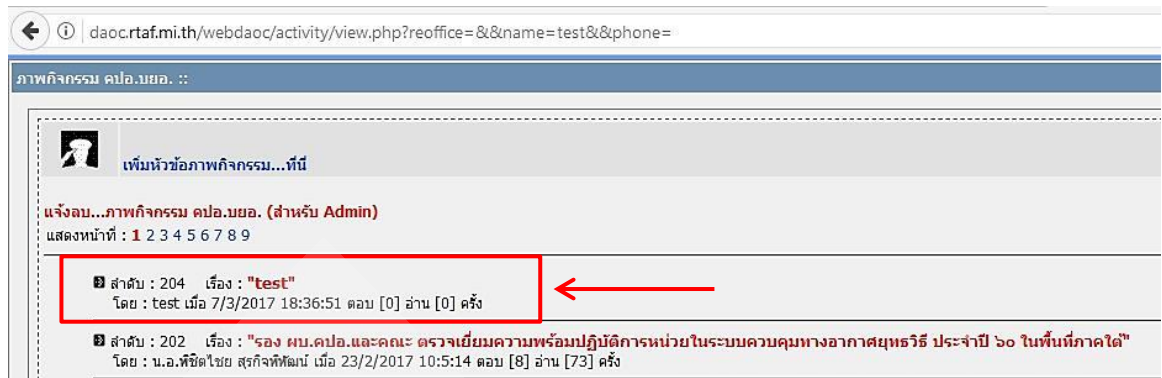 daoc.rtaf.mi.th/webdaoc/activity/view.php?reoffice=&&name=test&&phone=
ภาพกิจกรรม คปอ.บยอ. ::
เพิ่มหัวข้อภาพกิจกรรม...ที่นี่
แจ้งลบ...ภาพกิจกรรม คปอ.บยอ. (สำหรับ Admin)
แสดงหน้าที่ : 1 2 3 4 5 6 7 8 9
ลำดับ : 204 เรื่อง : "test"
โดย : test เมื่อ 7/3/2017 18:36:51 ตอบ [0] อ่าน [0] ครั้ง
ลำดับ : 202 เรื่อง : "รอง ผบ.คปอ.และคณะ ตรวจเยี่ยมความพร้อมปฏิบัติการหน่วยในระบบควบคุมทางอากาศยุทธวิธี ประจำปี ๖๐ ในพื้นที่ภาคใต้"
โดย : น.อ.พิชิตไชย สุรกิจพิพัฒน์ เมื่อ 23/2/2017 10:5:14 ตอบ [8] อ่าน [73] ครั้ง